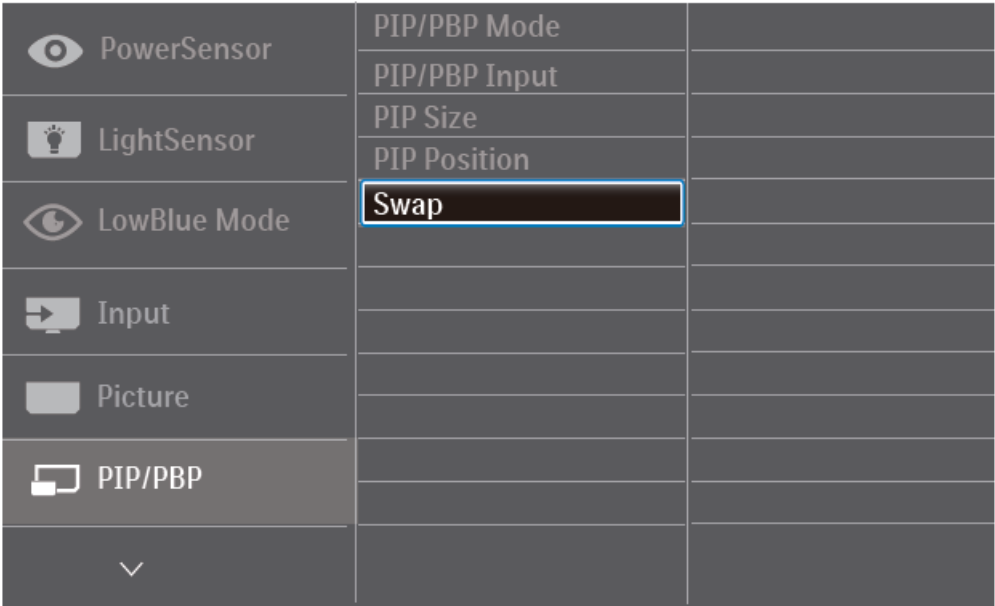 PowerSensor
LightSensor
LowBlue Mode
Input
Picture
PIP/PBP
PIP/PBP Mode
PIP/PBP Input
PIP Size
PIP Position
Swap